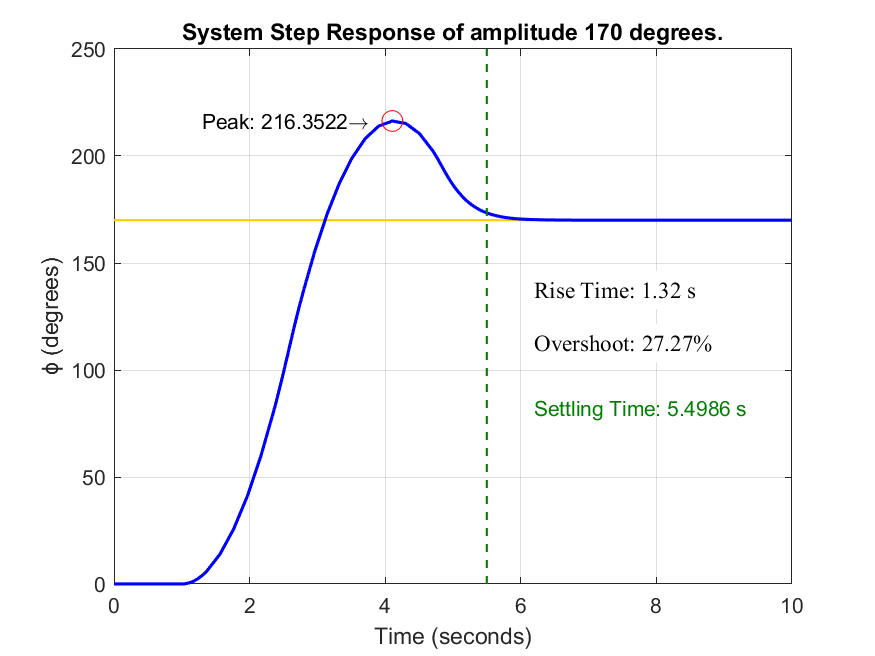 System Step Response of amplitude 170 degrees.
250
200
150
100
50
0
ϕ (degrees)
Peak: 216.3522→
Rise Time: 1.32 s
Overshoot: 27.27%
Settling Time: 5.4986 s
0 2 4 6 8 10
Time (seconds)